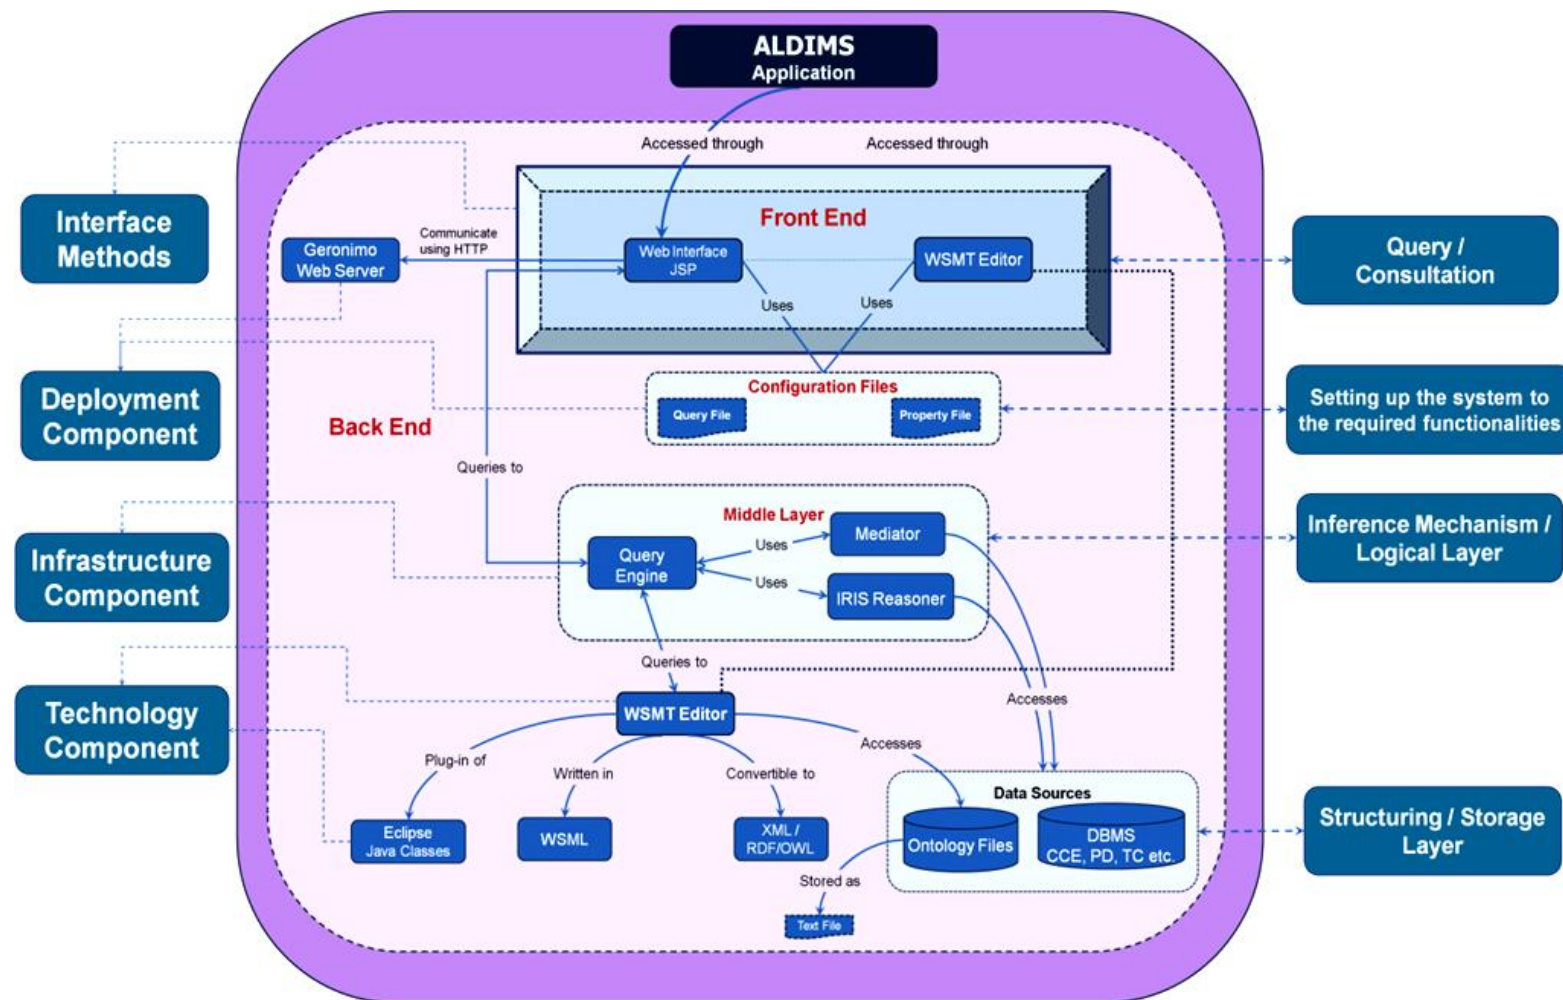 ALDIMS
Application
Accessed through
Accessed through
Interface
Methods
Front End
Communicate
using HTTP
Geronimo
Web Server
Web Interface
JSP
WSMT Editor
Query /
Consultation
Uses
Uses
Deployment
Component
Back End
Configuration Files
Query File
Property File
Setting up the system to
the required functionalities
Queries to
Infrastructure
Component
Middle Layer
Query
Engine
Uses
Mediator
Uses
IRIS Reasoner
Inference Mechanism /
Logical Layer
Queries to
Technology
Component
WSMT Editor
Accesses
Plug-in of
Written in
Convertible to
Accesses
Eclipse
Java Classes
WSML
XML /
RDF/OWL
Data Sources
Ontology Files
DBMS
CCE, PD, TC etc.
Structuring / Storage
Layer
Stored as
Text File